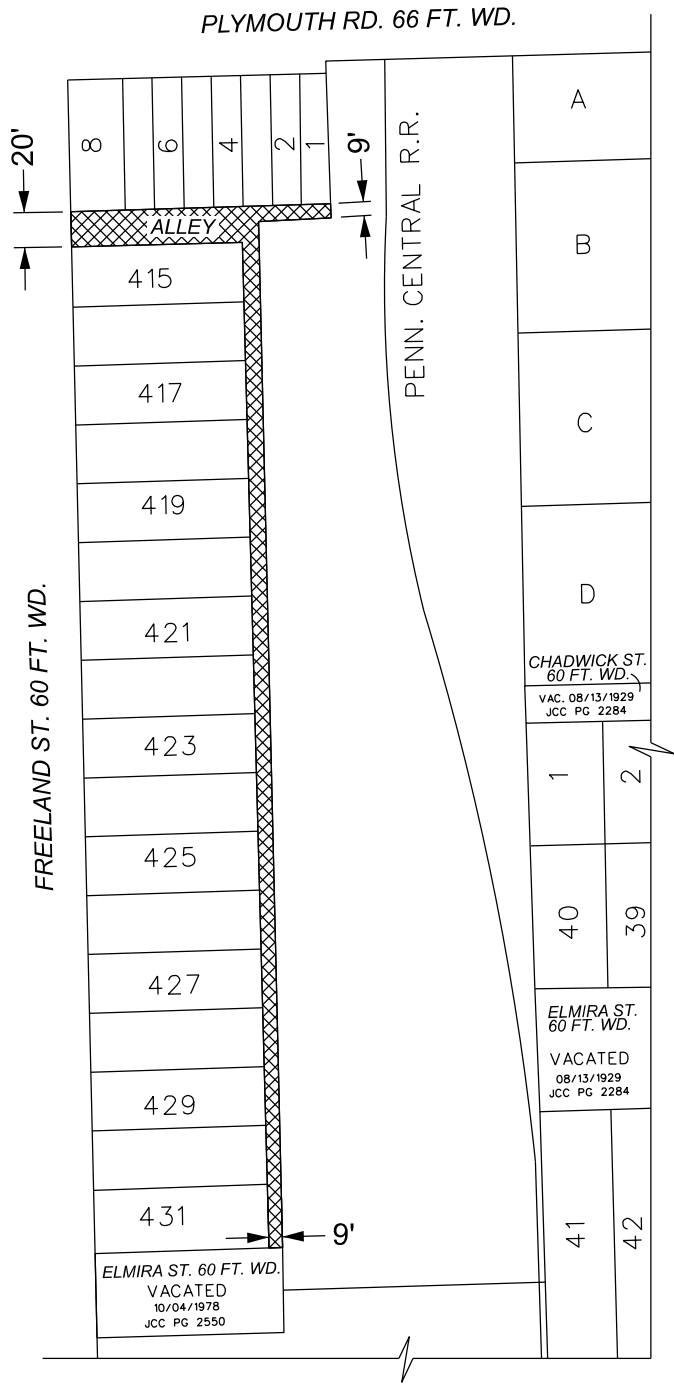 PLYMOUTH RD. 66 FT. WD.
20'
8
6
4
2
1
9'
ALLEY
PENN. CENTRAL R.R.
A
B
C
D
415
417
419
421
423
425
427
429
431
FREELAND ST. 60 FT. WD.
CHADWICK ST.
60 FT. WD.
VAC. 08/13/1929
JCC PG 2284
1
2
40
39
ELMIRA ST.
60 FT. WD.
VACATED
08/13/1929
JCC PG 2284
41
42
9'
ELMIRA ST. 60 FT. WD.
VACATED
10/04/1978
JCC PG 2550